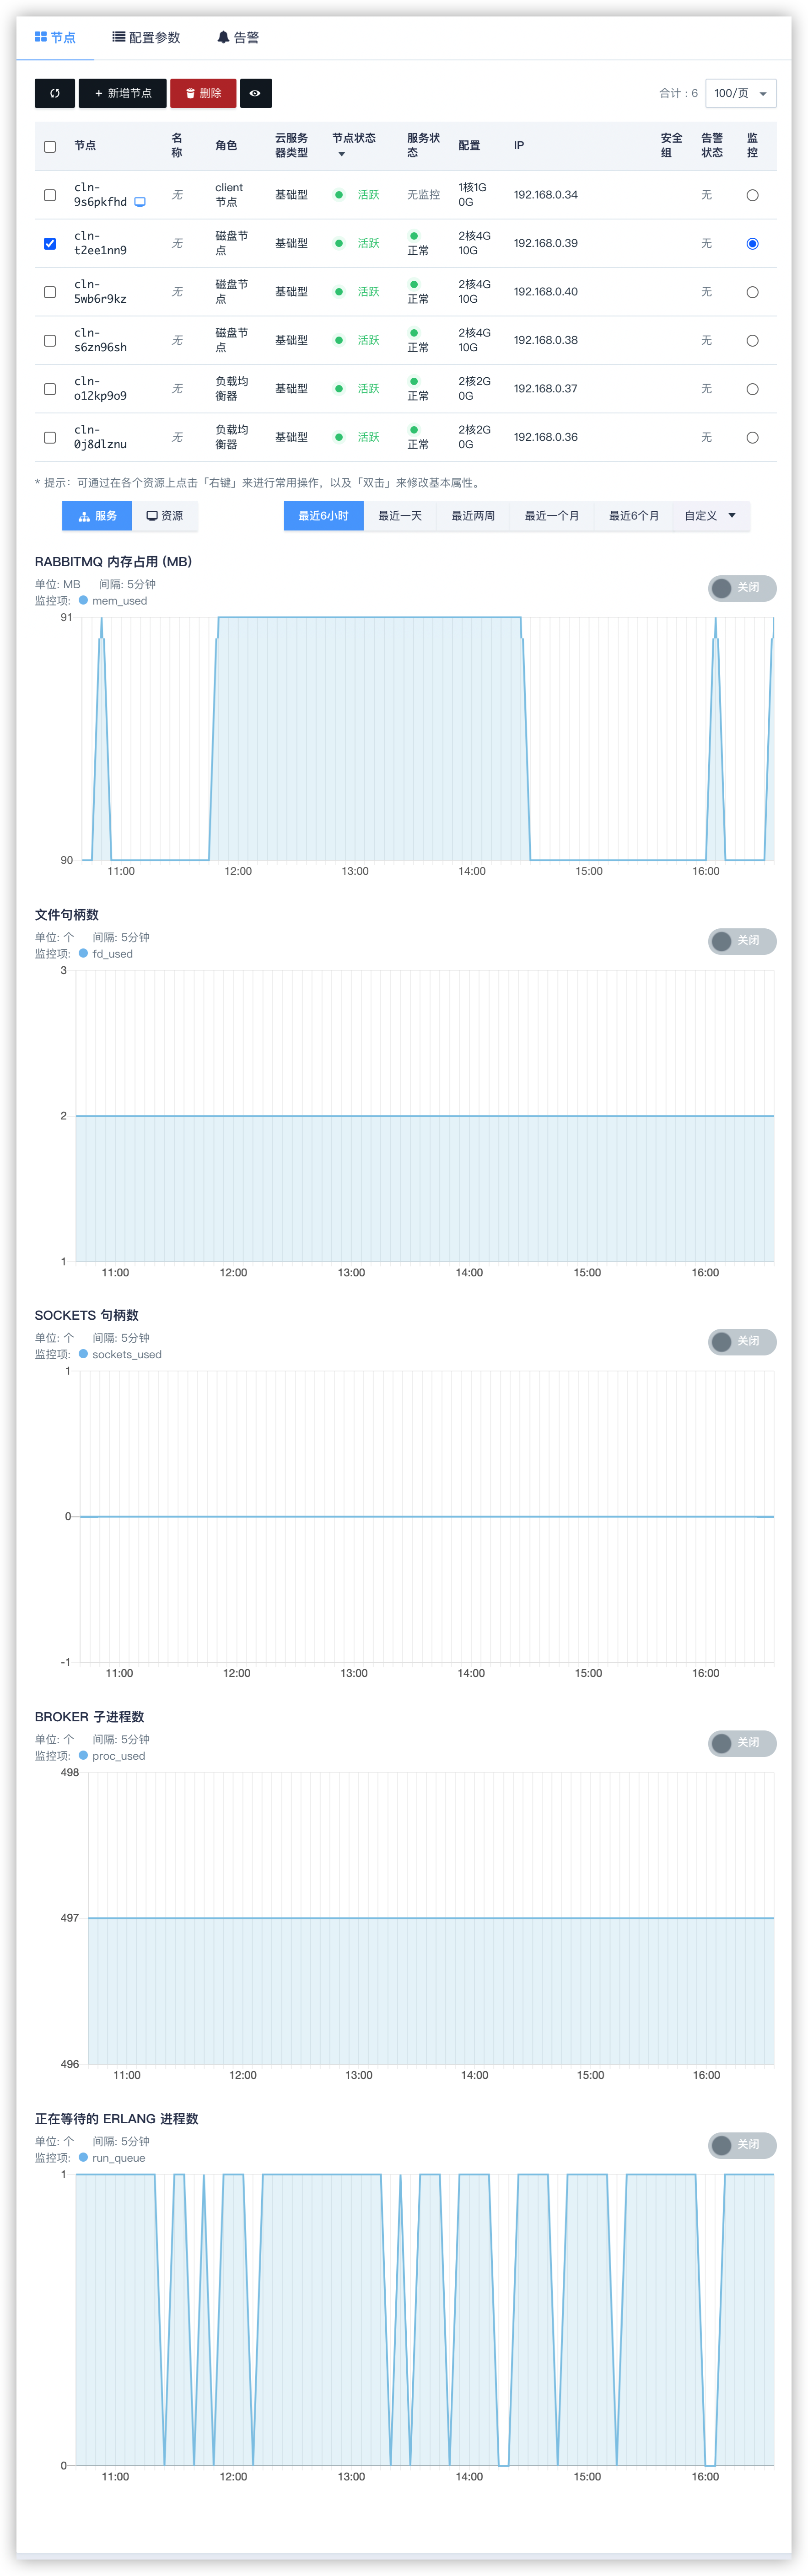 节点 配置参数 告警
+ 新增节点 删除 合计：6 100/页
节点 名称 角色 云服务器类型 节点状态 服务状态 配置 IP 安全组 告警状态 监控
cln-9s6pkfhd 无 client 节点 基础型 活跃 无监控 1核1G 0G 192.168.0.34 无
cln-t2ee1nn9 无 磁盘节点 基础型 活跃 正常 2核4G 10G 192.168.0.39 无
cln-5wb6r9kz 无 磁盘节点 基础型 活跃 正常 2核4G 10G 192.168.0.40 无
cln-s6zn96sh 无 磁盘节点 基础型 活跃 正常 2核4G 10G 192.168.0.38 无
cln-o12kp9o9 无 负载均衡器 基础型 活跃 正常 2核2G 0G 192.168.0.37 无
cln-0j8dlznu 无 负载均衡器 基础型 活跃 正常 2核2G 0G 192.168.0.36 无
* 提示：可通过在各个资源上点击「右键」来进行常用操作，以及「双击」来修改基本属性。
服务 资源 最近6小时 最近一天 最近两周 最近一个月 最近6个月 自定义
RABBITMQ 内存占用 (MB)
单位: MB 间隔: 5分钟 关闭
监控项: mem_used
91
90
11:00 12:00 13:00 14:00 15:00 16:00
文件句柄数
单位: 个 间隔: 5分钟 关闭
监控项: fd_used
3
2
1
11:00 12:00 13:00 14:00 15:00 16:00
SOCKETS 句柄数
单位: 个 间隔: 5分钟 关闭
监控项: sockets_used
1
0
-1
11:00 12:00 13:00 14:00 15:00 16:00
BROKER 子进程数
单位: 个 间隔: 5分钟 关闭
监控项: proc_used
498
497
496
11:00 12:00 13:00 14:00 15:00 16:00
正在等待的 ERLANG 进程数
单位: 个 间隔: 5分钟 关闭
监控项: run_queue
1
0
11:00 12:00 13:00 14:00 15:00 16:00